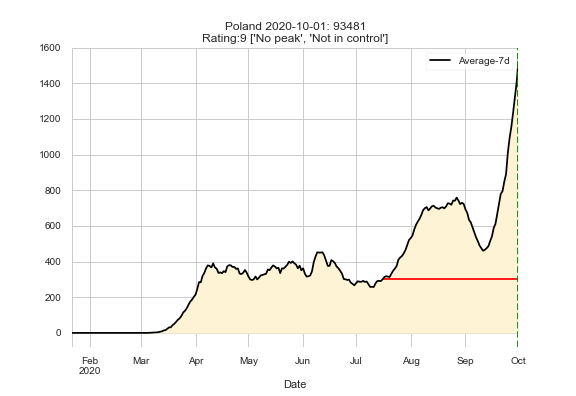 Poland 2020-10-01: 93481
Rating:9 ['No peak', 'Not in control']
Average-7d
1600
1400
1200
1000
800
600
400
200
0
Feb Mar Apr May Jun Jul Aug Sep Oct
2020
Date